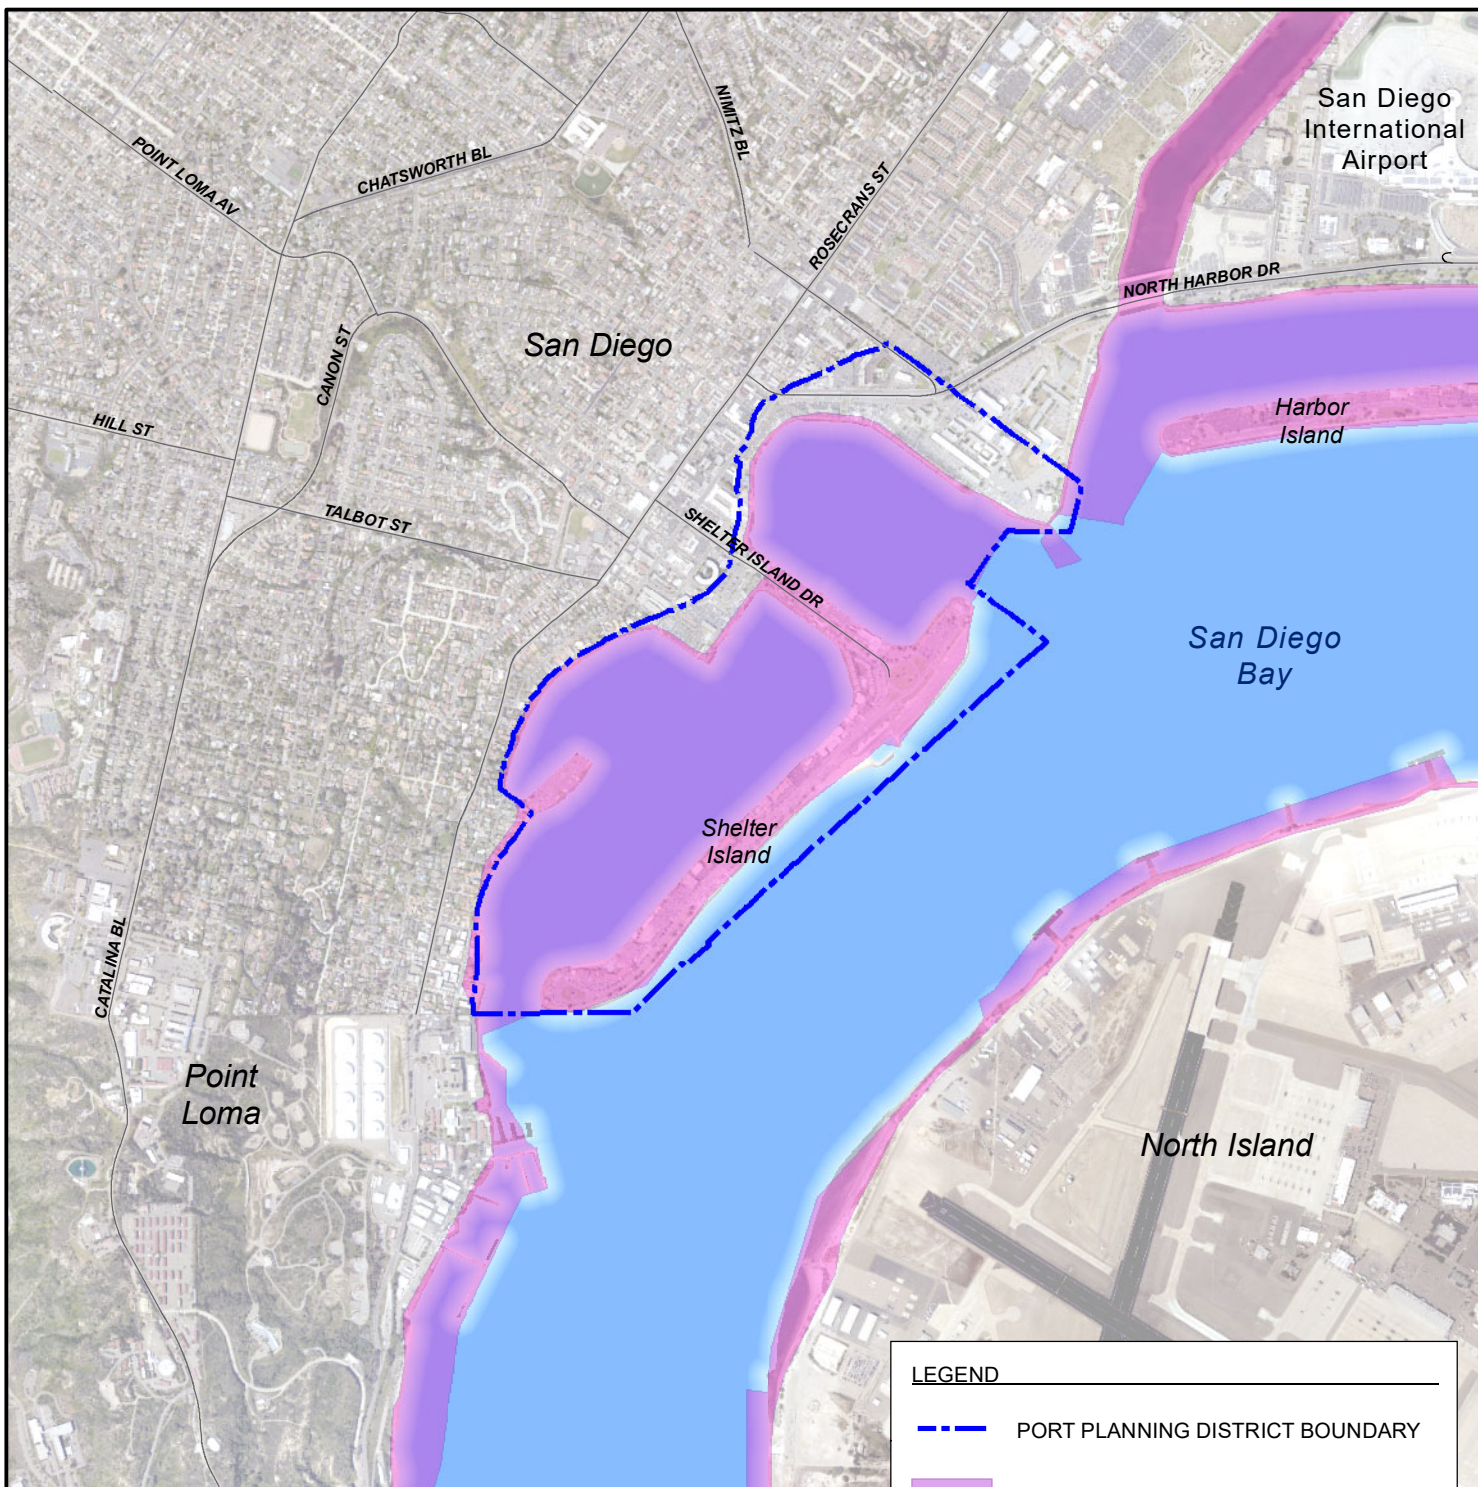 San Diego
International
Airport
NIMITZ BL
POINT LOMA AV
CHATSWORTH BL
ROSECRANS ST
NORTH HARBOR DR
San Diego
CANON ST
Harbor
Island
HILL ST
TALBOT ST
SHELTER ISLAND DR
San Diego
Bay
Shelter
Island
CATALINA BL
Point
Loma
North Island
LEGEND
PORT PLANNING DISTRICT BOUNDARY